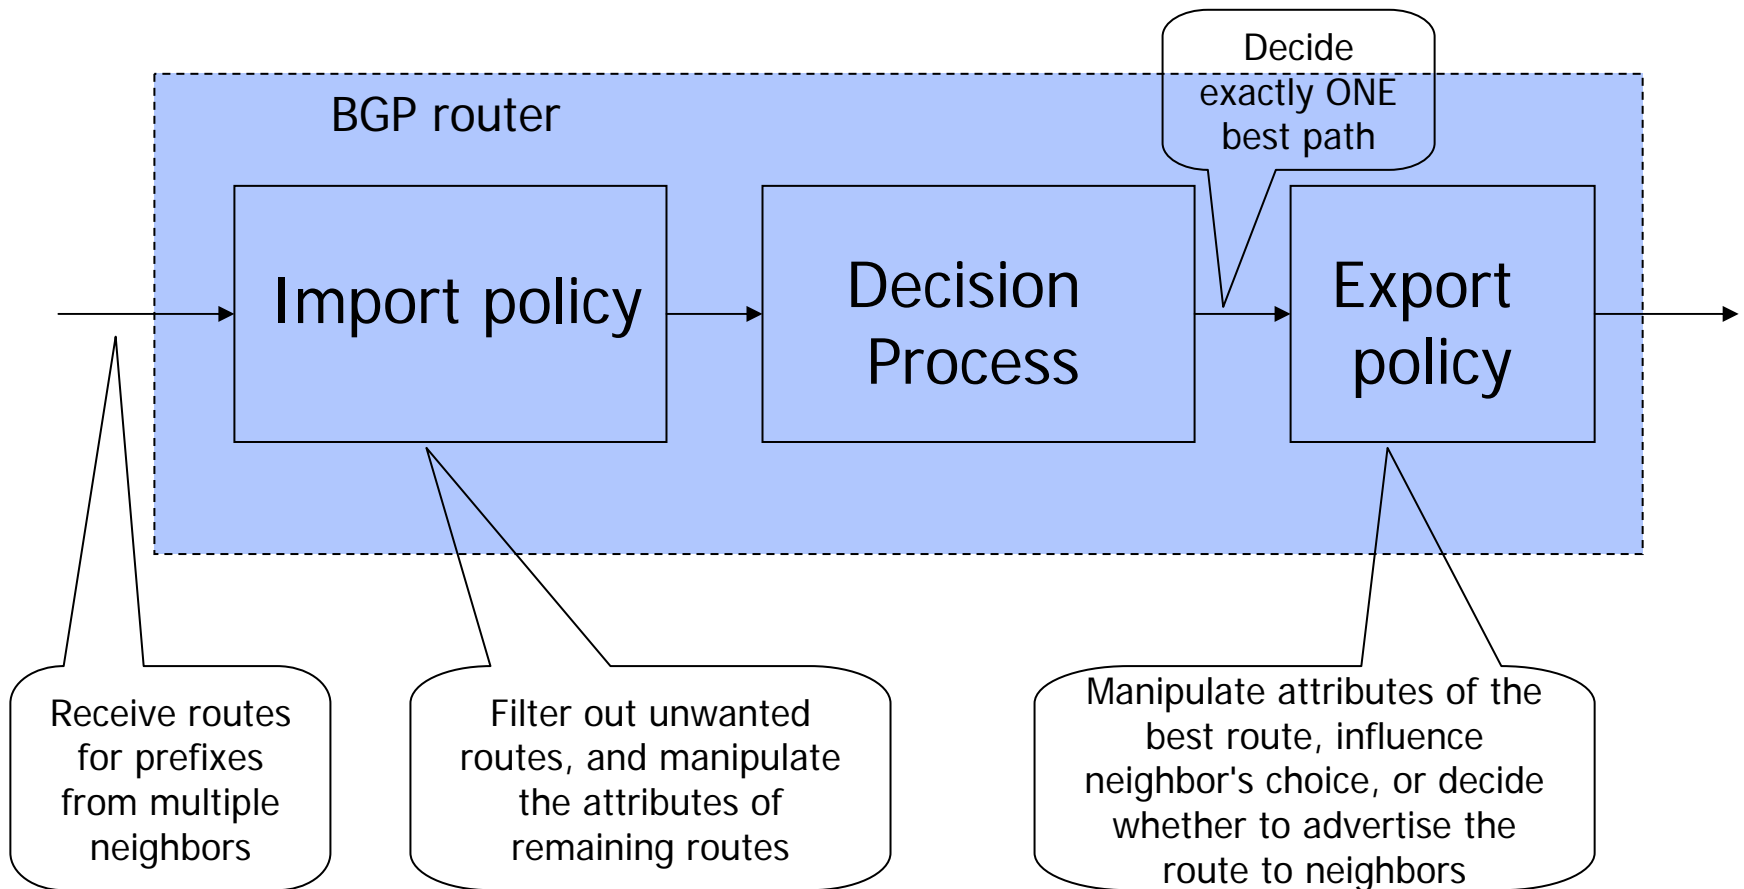 Decide
exactly ONE
best path
BGP router
Import policy
Decision
Process
Export
policy
Receive routes
for prefixes
from multiple
neighbors
Filter out unwanted
routes, and manipulate
the attributes of
remaining routes
Manipulate attributes of the
best route, influence
neighbor's choice, or decide
whether to advertise the
route to neighbors